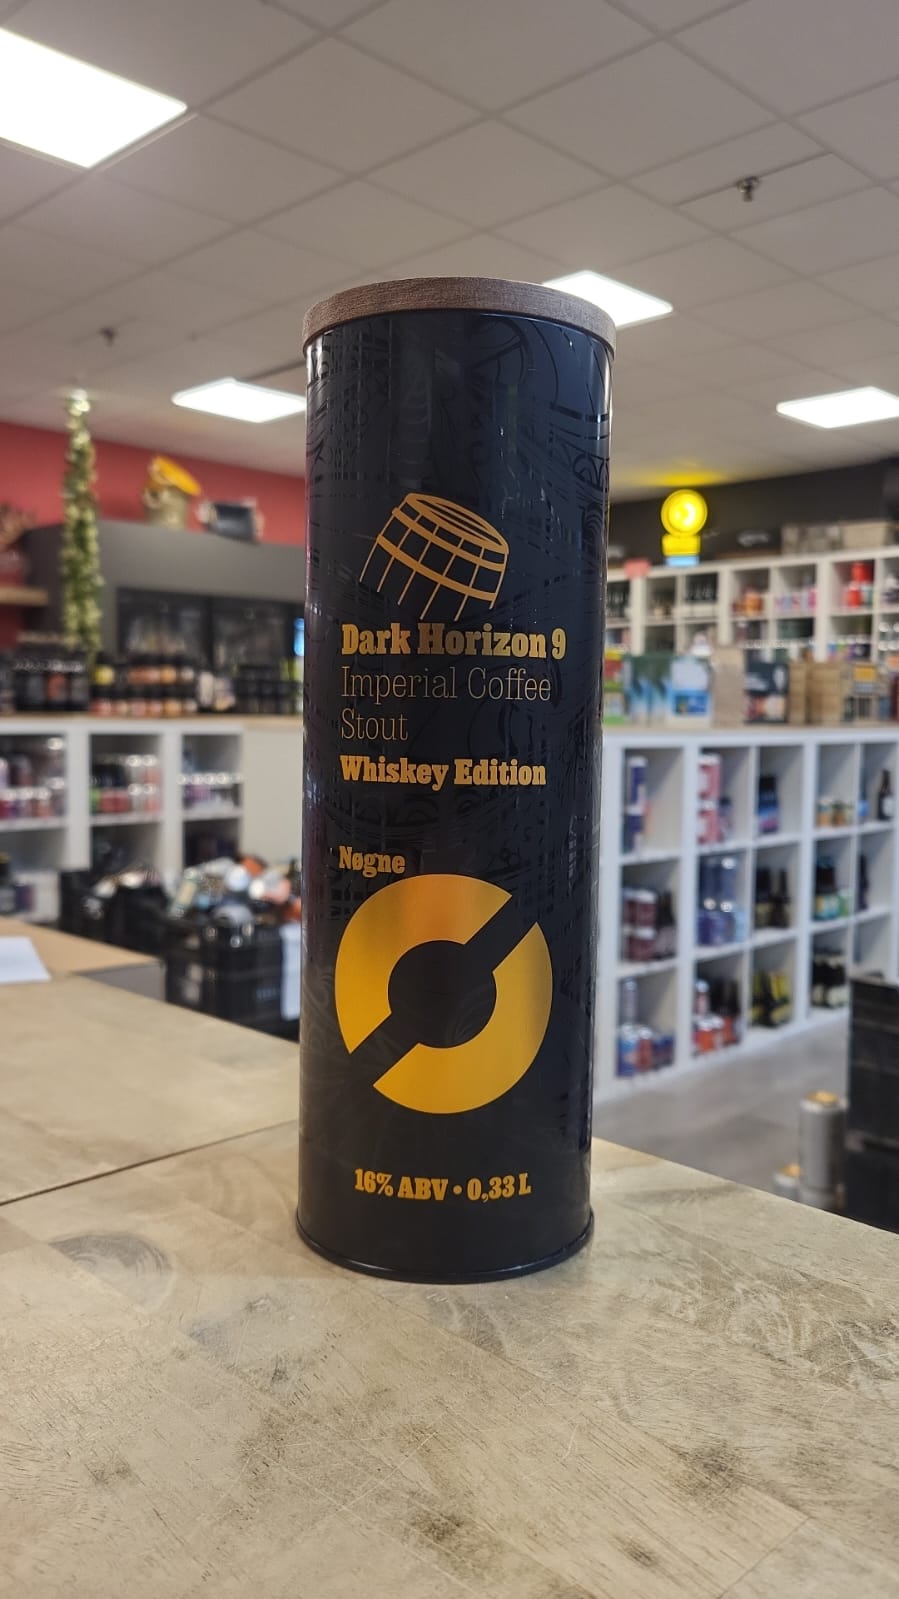 Dark Horizon 9
Imperial Coffee
Stout
Whiskey Edition
Nøgne
16% ABV • 0,33 L